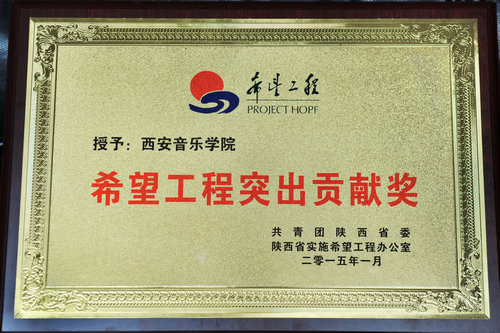 希望工程
PROJECT HOPE
授予：西安音乐学院
希望工程突出贡献奖
共青团陕西省委
陕西省实施希望工程办公室
二零一五年一月